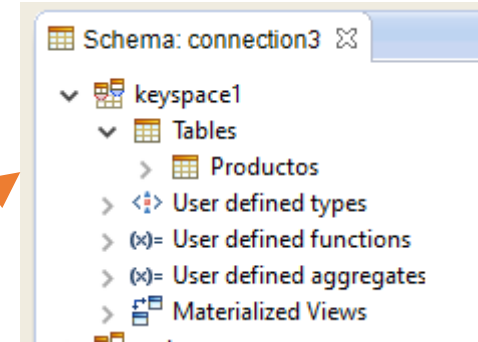 Schema: connection3
keyspace1
Tables
Productos
User defined types
(x)= User defined functions
(x)= User defined aggregates
Materialized Views